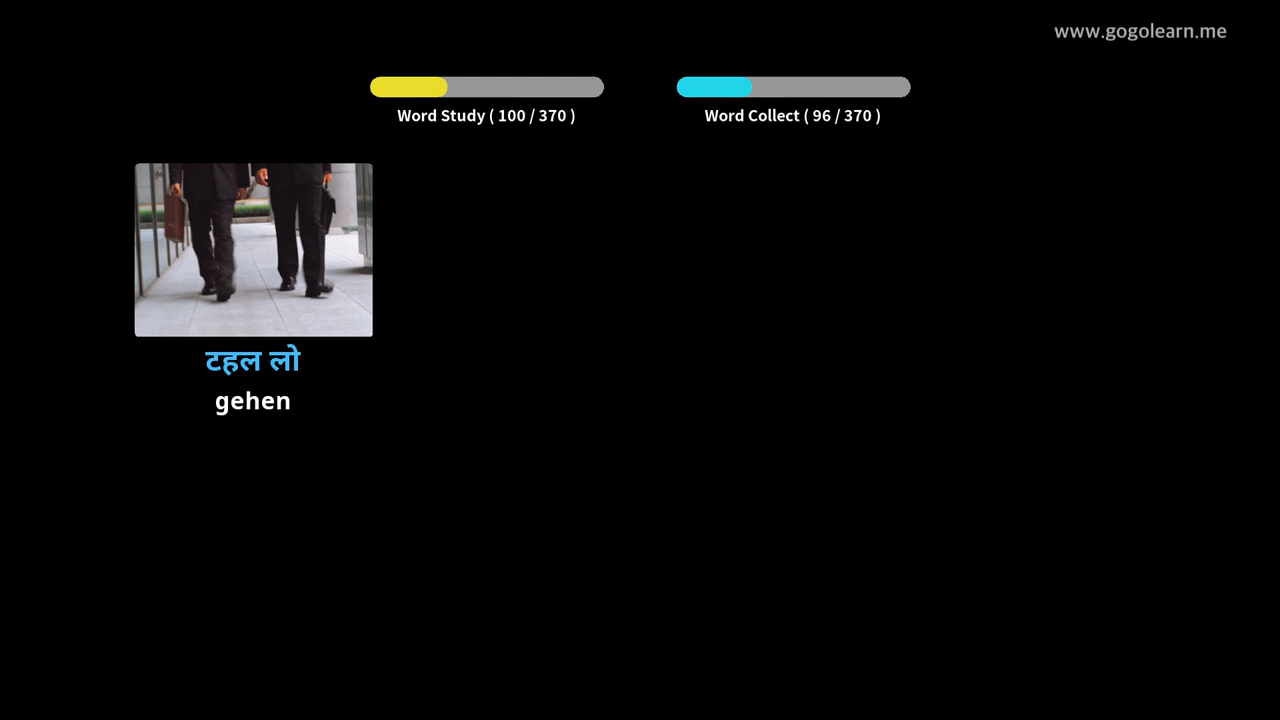 www.gogolearn.me
Word Study ( 100 / 370 )
Word Collect ( 96 / 370 )
टहल लो
gehen